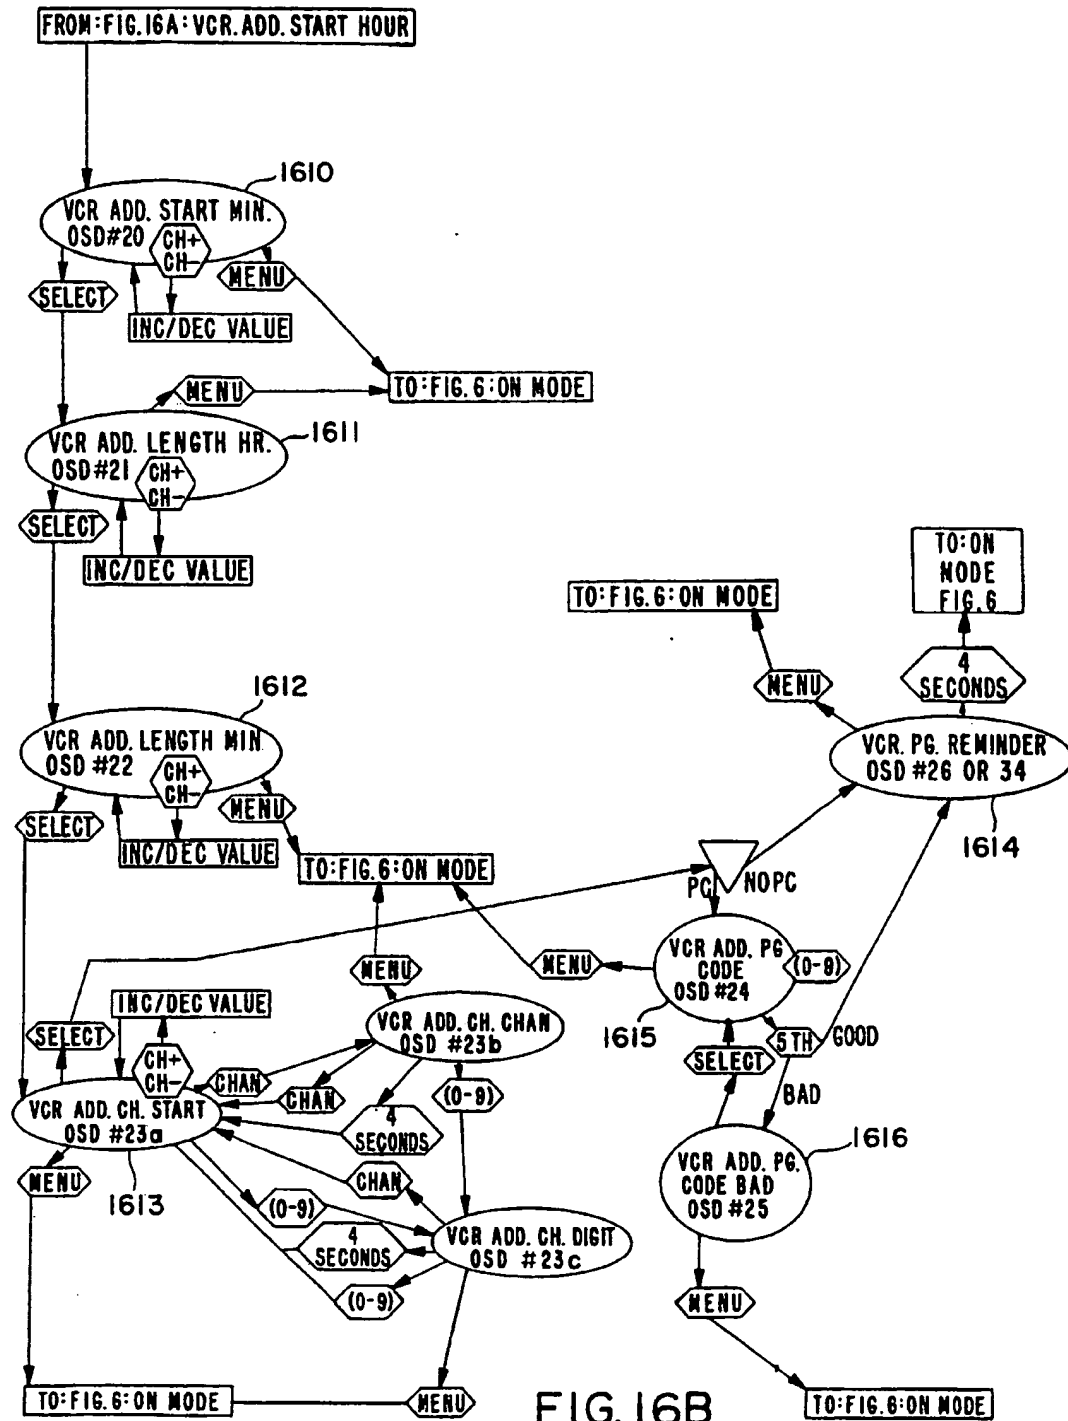 FROM:FIG.16A:VCR.ADD.START HOUR
1610
VCR ADD. START MIN.
OSD#20
CH+
CH-
MENU
SELECT
INC/DEC VALUE
MENU
TO:FIG.6:ON MODE
1611
VCR ADD. LENGTH HR.
OSD#21
CH+
CH-
SELECT
INC/DEC VALUE
TO:ON
MODE
FIG.6
TO:FIG.6:ON MODE
4
SECONDS
MENU
1612
VCR ADD. LENGTH MIN
OSD #22
CH+
CH-
MENU
SELECT
INC/DEC VALUE
VCR. PG. REMINDER
OSD #26 OR 34
1614
TO:FIG.6:ON MODE
PC
NOPC
VCR ADD. PG
CODE
OSD #24
(0-9)
MENU
MENU
1615
INC/DEC VALUE
SELECT
CH+
CH-
VCR ADD. CH. CHAN
OSD #23b
SELECT
5TH
GOOD
BAD
CHAN
CHAN
(0-9)
VCR ADD. CH. START
OSD #23a
4
SECONDS
1616
VCR ADD. PG.
CODE BAD
OSD #25
MENU
1613
CHAN
(0-9)
4
SECONDS
VCR ADD. CH. DIGIT
OSD #23c
(0-9)
MENU
TO:FIG.6:ON MODE
MENU
FIG.16B
TO:FIG.6:ON MODE